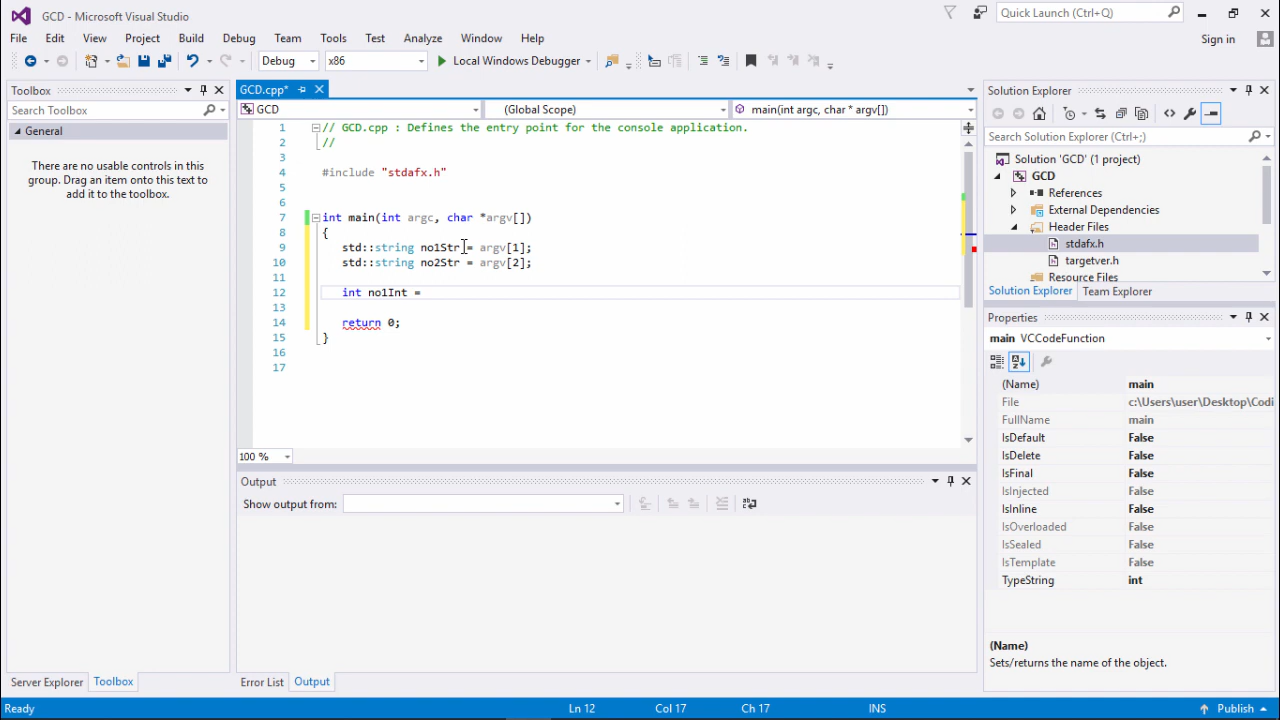 GCD - Microsoft Visual Studio
Quick Launch (Ctrl+Q)
File Edit View Project Build Debug Team Tools Test Analyze Window Help
Sign in
Debug x86 Local Windows Debugger
Toolbox
Search Toolbox
General
There are no usable controls in this
group. Drag an item onto this text to
add it to the toolbox.
Server Explorer Toolbox
GCD.cpp*
GCD (Global Scope) main(int argc, char * argv[])
1 // GCD.cpp : Defines the entry point for the console application.
2 //
3
4 #include "stdafx.h"
5
6
7 int main(int argc, char *argv[])
8 {
9 std::string no1Str = argv[1];
10 std::string no2Str = argv[2];
11
12 int no1Int =
13
14 return 0;
15 }
16
17
100 %
Output
Show output from:
Error List Output
Solution Explorer
Search Solution Explorer (Ctrl+;)
Solution 'GCD' (1 project)
GCD
References
External Dependencies
Header Files
stdafx.h
targetver.h
Resource Files
Solution Explorer Team Explorer
Properties
main VCCodeFunction
(Name) main
File c:\Users\user\Desktop\Codi
FullName main
IsDefault False
IsDelete False
IsFinal False
IsInjected False
IsInline False
IsOverloaded False
IsSealed False
IsTemplate False
TypeString int
(Name)
Sets/returns the name of the object.
Ready Ln 12 Col 17 Ch 17 INS Publish